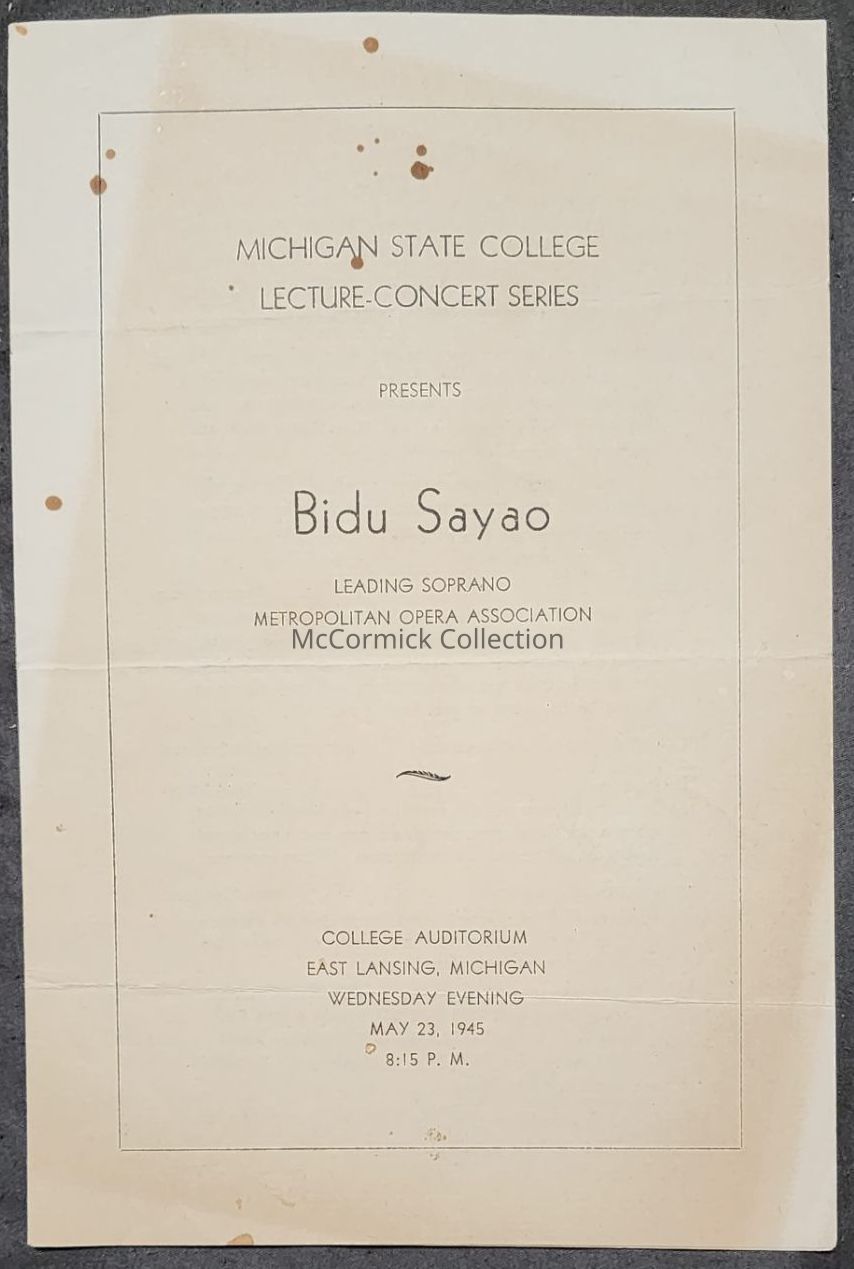 MICHIGAN STATE COLLEGE
LECTURE-CONCERT SERIES
PRESENTS
Bidu Sayao
LEADING SOPRANO
METROPOLITAN OPERA ASSOCIATION
McCormick Collection
COLLEGE AUDITORIUM
EAST LANSING, MICHIGAN
WEDNESDAY EVENING
MAY 23, 1945
8:15 P. M.